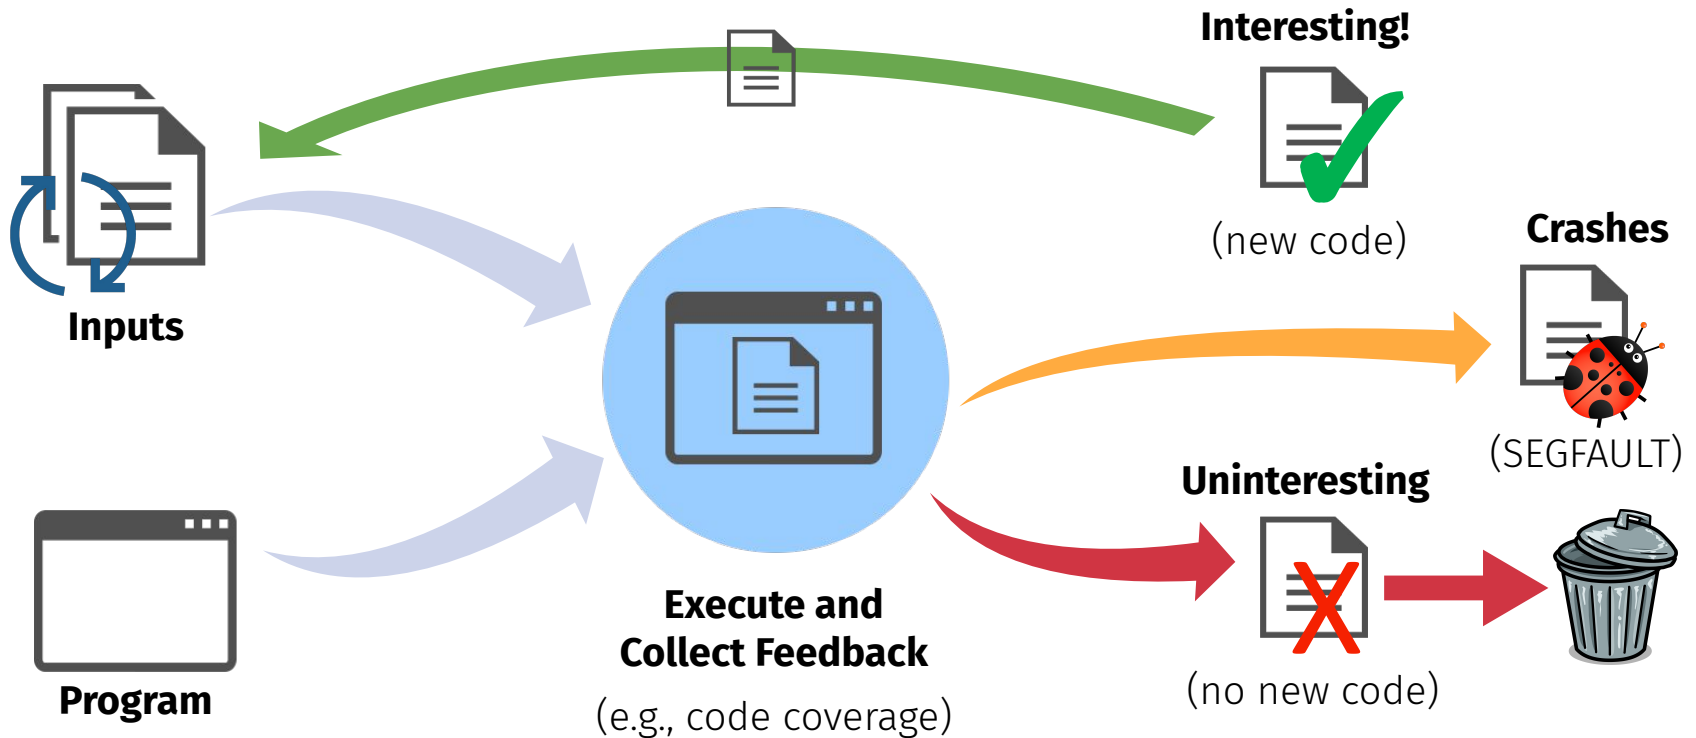 Interesting!
(new code)
Inputs
Crashes
(SEGFAULT)
Uninteresting
(no new code)
Execute and
Collect Feedback
(e.g., code coverage)
Program